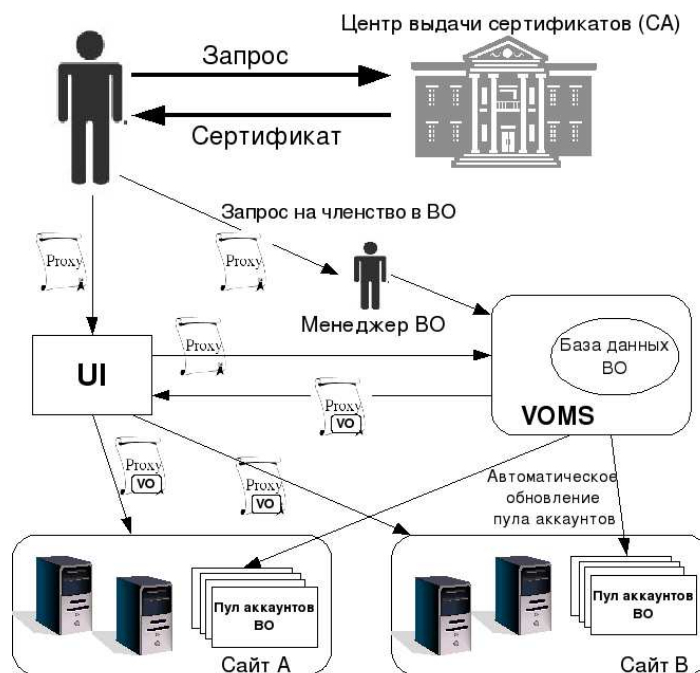 Центр выдачи сертификатов (СА)
Запрос
Сертификат
Запрос на членство в ВО
Proxy
Proxy
Менеджер ВО
UI
Proxy
База данных
ВО
VOMS
Proxy
VO
Proxy
VO
Proxy
VO
Автоматическое
обновление
пула аккаунтов
Пул аккаунтов
ВО
Сайт А
Пул аккаунтов
ВО
Сайт В